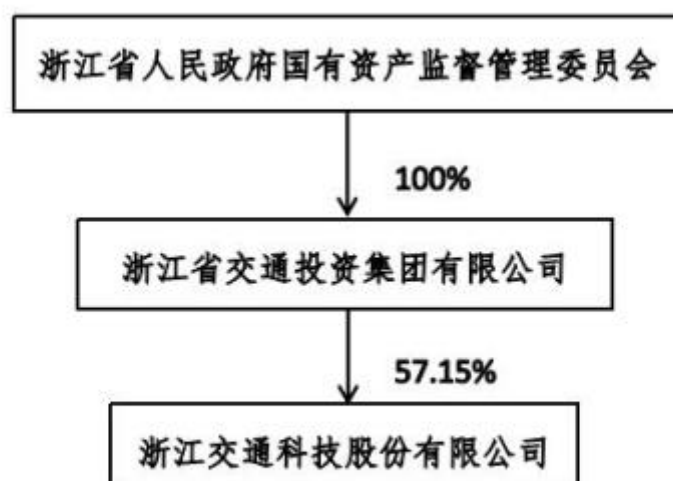 浙江省人民政府国有资产监督管理委员会
100%
浙江省交通投资集团有限公司
57.15%
浙江交通科技股份有限公司